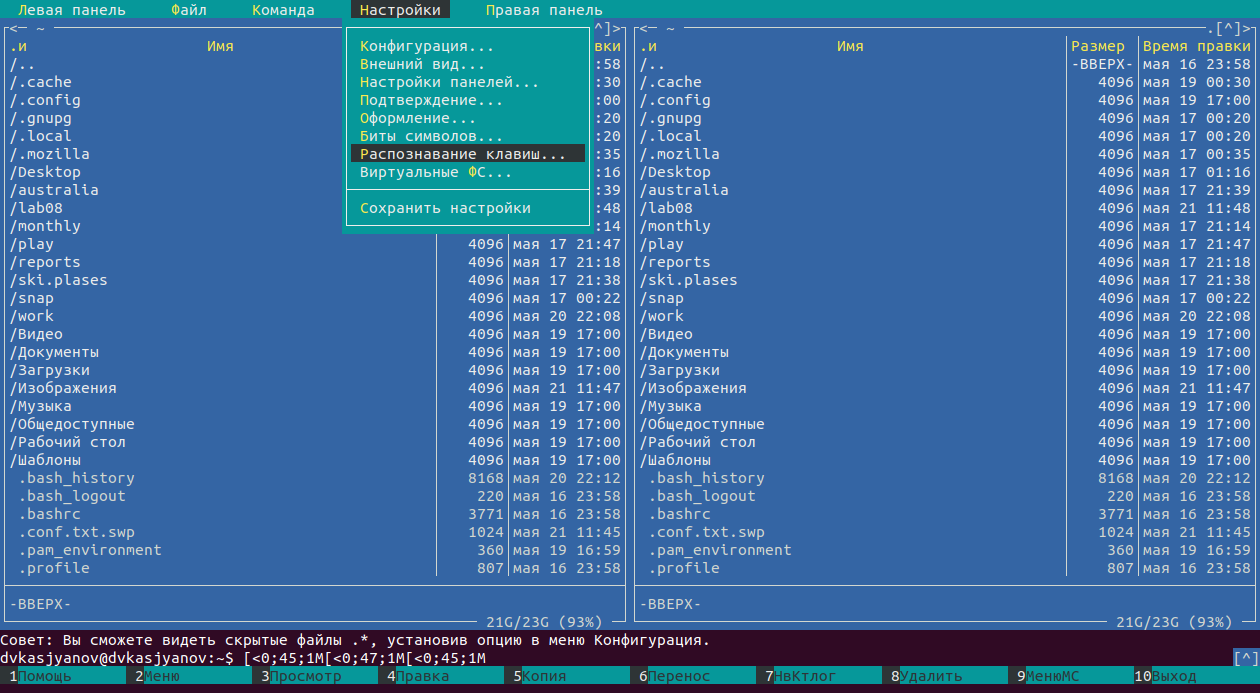 Левая панель Файл Команда Настройки Правая панель
<─ ~ ^]>
.и Имя вки
/.. :58
/.cache :30
/.config :00
/.gnupg :20
/.local :20
/.mozilla :35
/Desktop :16
/australia :39
/lab08 :48
/monthly :14
/play 4096 мая 17 21:47
/reports 4096 мая 17 21:18
/ski.plases 4096 мая 17 21:38
/snap 4096 мая 17 00:22
/work 4096 мая 20 22:08
/Видео 4096 мая 19 17:00
/Документы 4096 мая 19 17:00
/Загрузки 4096 мая 19 17:00
/Изображения 4096 мая 21 11:47
/Музыка 4096 мая 19 17:00
/Общедоступные 4096 мая 19 17:00
/Рабочий стол 4096 мая 19 17:00
/Шаблоны 4096 мая 19 17:00
.bash_history 8168 мая 20 22:12
.bash_logout 220 мая 16 23:58
.bashrc 3771 мая 16 23:58
.conf.txt.swp 1024 мая 21 11:45
.pam_environment 360 мая 19 16:59
.profile 807 мая 16 23:58
-ВВЕРХ-
21G/23G (93%)
Конфигурация...
Внешний вид...
Настройки панелей...
Подтверждение...
Оформление...
Биты символов...
Распознавание клавиш...
Виртуальные ФС...
Сохранить настройки
<─ ~ .[^]>
.и Имя Размер Время правки
/.. -ВВЕРХ- мая 16 23:58
/.cache 4096 мая 19 00:30
/.config 4096 мая 19 17:00
/.gnupg 4096 мая 17 00:20
/.local 4096 мая 17 00:20
/.mozilla 4096 мая 17 00:35
/Desktop 4096 мая 17 01:16
/australia 4096 мая 17 21:39
/lab08 4096 мая 21 11:48
/monthly 4096 мая 17 21:14
/play 4096 мая 17 21:47
/reports 4096 мая 17 21:18
/ski.plases 4096 мая 17 21:38
/snap 4096 мая 17 00:22
/work 4096 мая 20 22:08
/Видео 4096 мая 19 17:00
/Документы 4096 мая 19 17:00
/Загрузки 4096 мая 19 17:00
/Изображения 4096 мая 21 11:47
/Музыка 4096 мая 19 17:00
/Общедоступные 4096 мая 19 17:00
/Рабочий стол 4096 мая 19 17:00
/Шаблоны 4096 мая 19 17:00
.bash_history 8168 мая 20 22:12
.bash_logout 220 мая 16 23:58
.bashrc 3771 мая 16 23:58
.conf.txt.swp 1024 мая 21 11:45
.pam_environment 360 мая 19 16:59
.profile 807 мая 16 23:58
-ВВЕРХ-
21G/23G (93%)
Совет: Вы сможете видеть скрытые файлы .*, установив опцию в меню Конфигурация.
dvkasjyanov@dvkasjyanov:~$ [<0;45;1M[<0;47;1M[<0;45;1M [^]
1Помощь 2Меню 3Просмотр 4Правка 5Копия 6Перенос 7НвКтлог 8Удалить 9МенюМС 10Выход